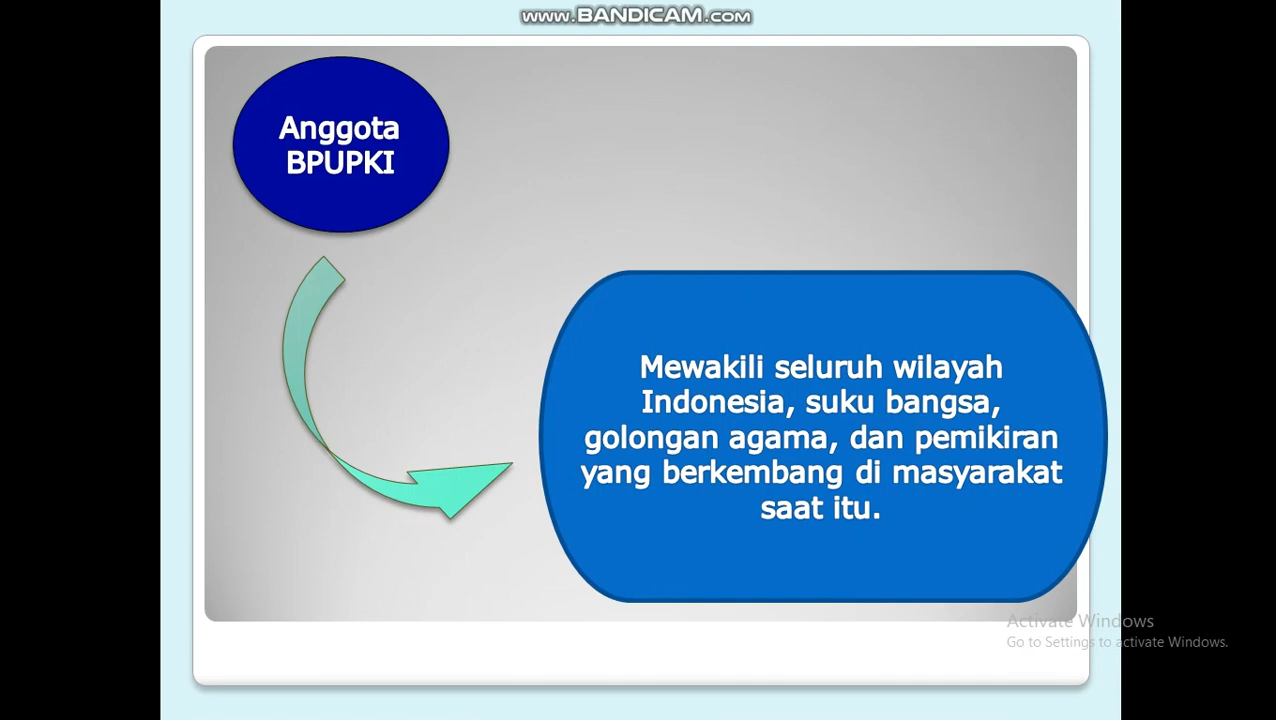 www.BANDICAM.com
Anggota
BPUPKI
Mewakili seluruh wilayah
Indonesia, suku bangsa,
golongan agama, dan pemikiran
yang berkembang di masyarakat
saat itu.
Activate Windows
Go to Settings to activate Windows.